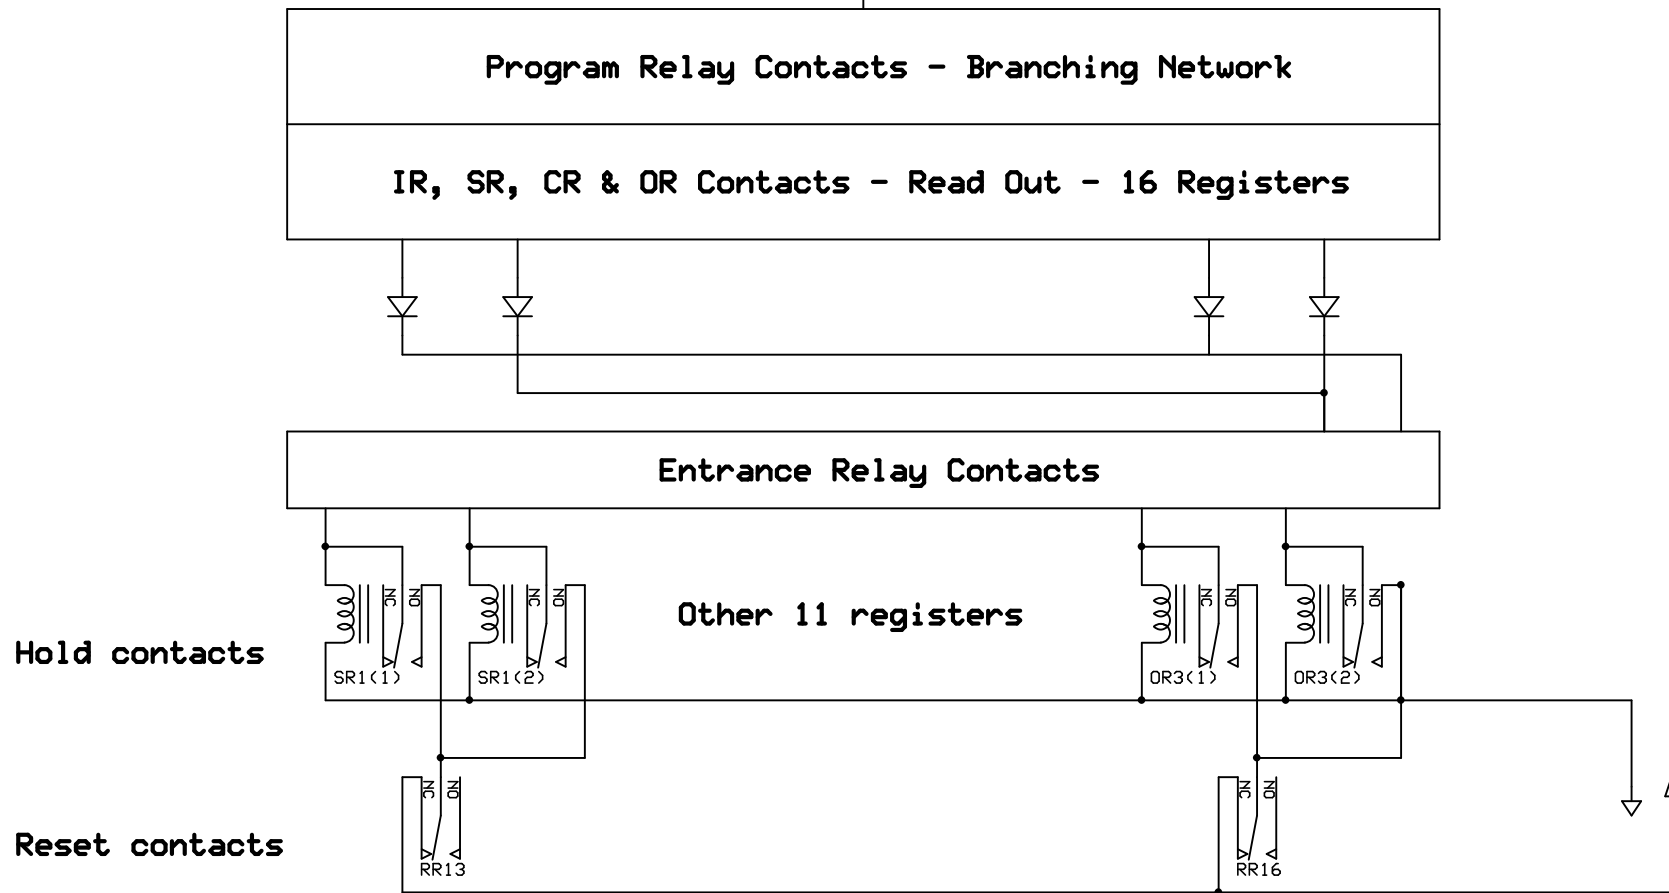 Program Relay Contacts - Branching Network
IR, SR, CR & OR Contacts - Read Out - 16 Registers
Entrance Relay Contacts
NC NO NC NO NC NO NC NO
Other 11 registers
Hold contacts
SR1(1) SR1(2) OR3(1) OR3(2)
NC NO NC NO
Reset contacts
RR13 RR16